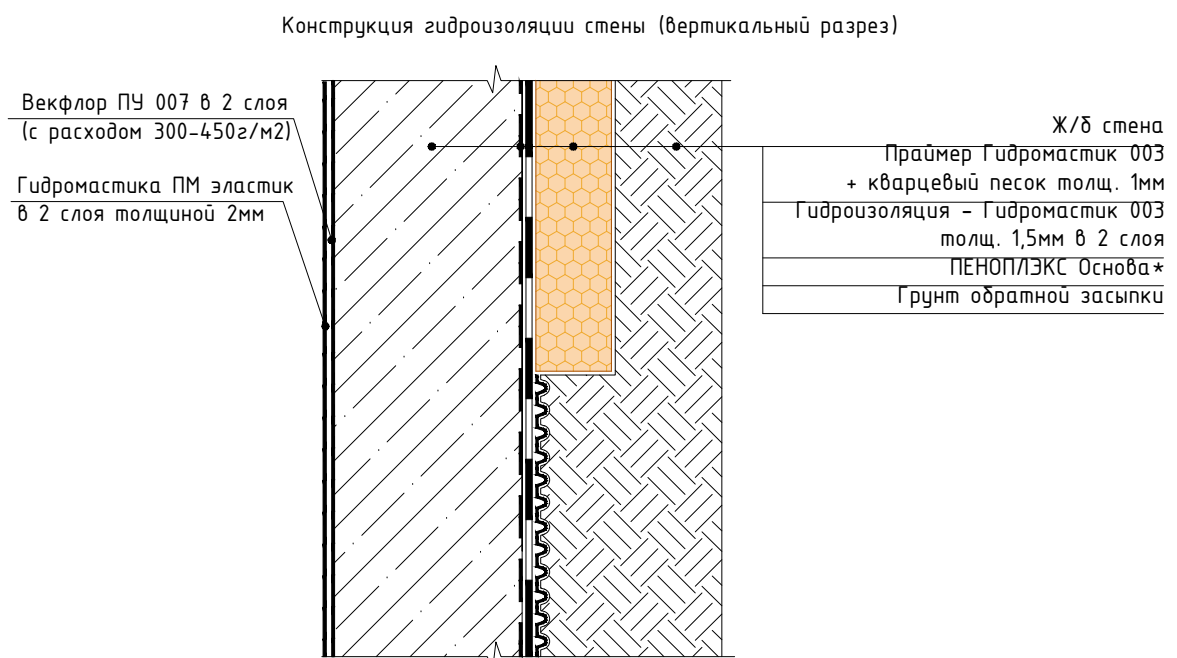 Конструкция гидроизоляции стены (вертикальный разрез)
Векфлор ПУ 007 в 2 слоя
(с расходом 300-450г/м2)
Гидромастика ПМ эластик
в 2 слоя толщиной 2мм
Ж/б стена
Праймер Гидромастик 003
+ кварцевый песок толщ. 1мм
Гидроизоляция - Гидромастик 003
толщ. 1,5мм в 2 слоя
ПЕНОПЛЭКС Основа*
Грунт обратной засыпки